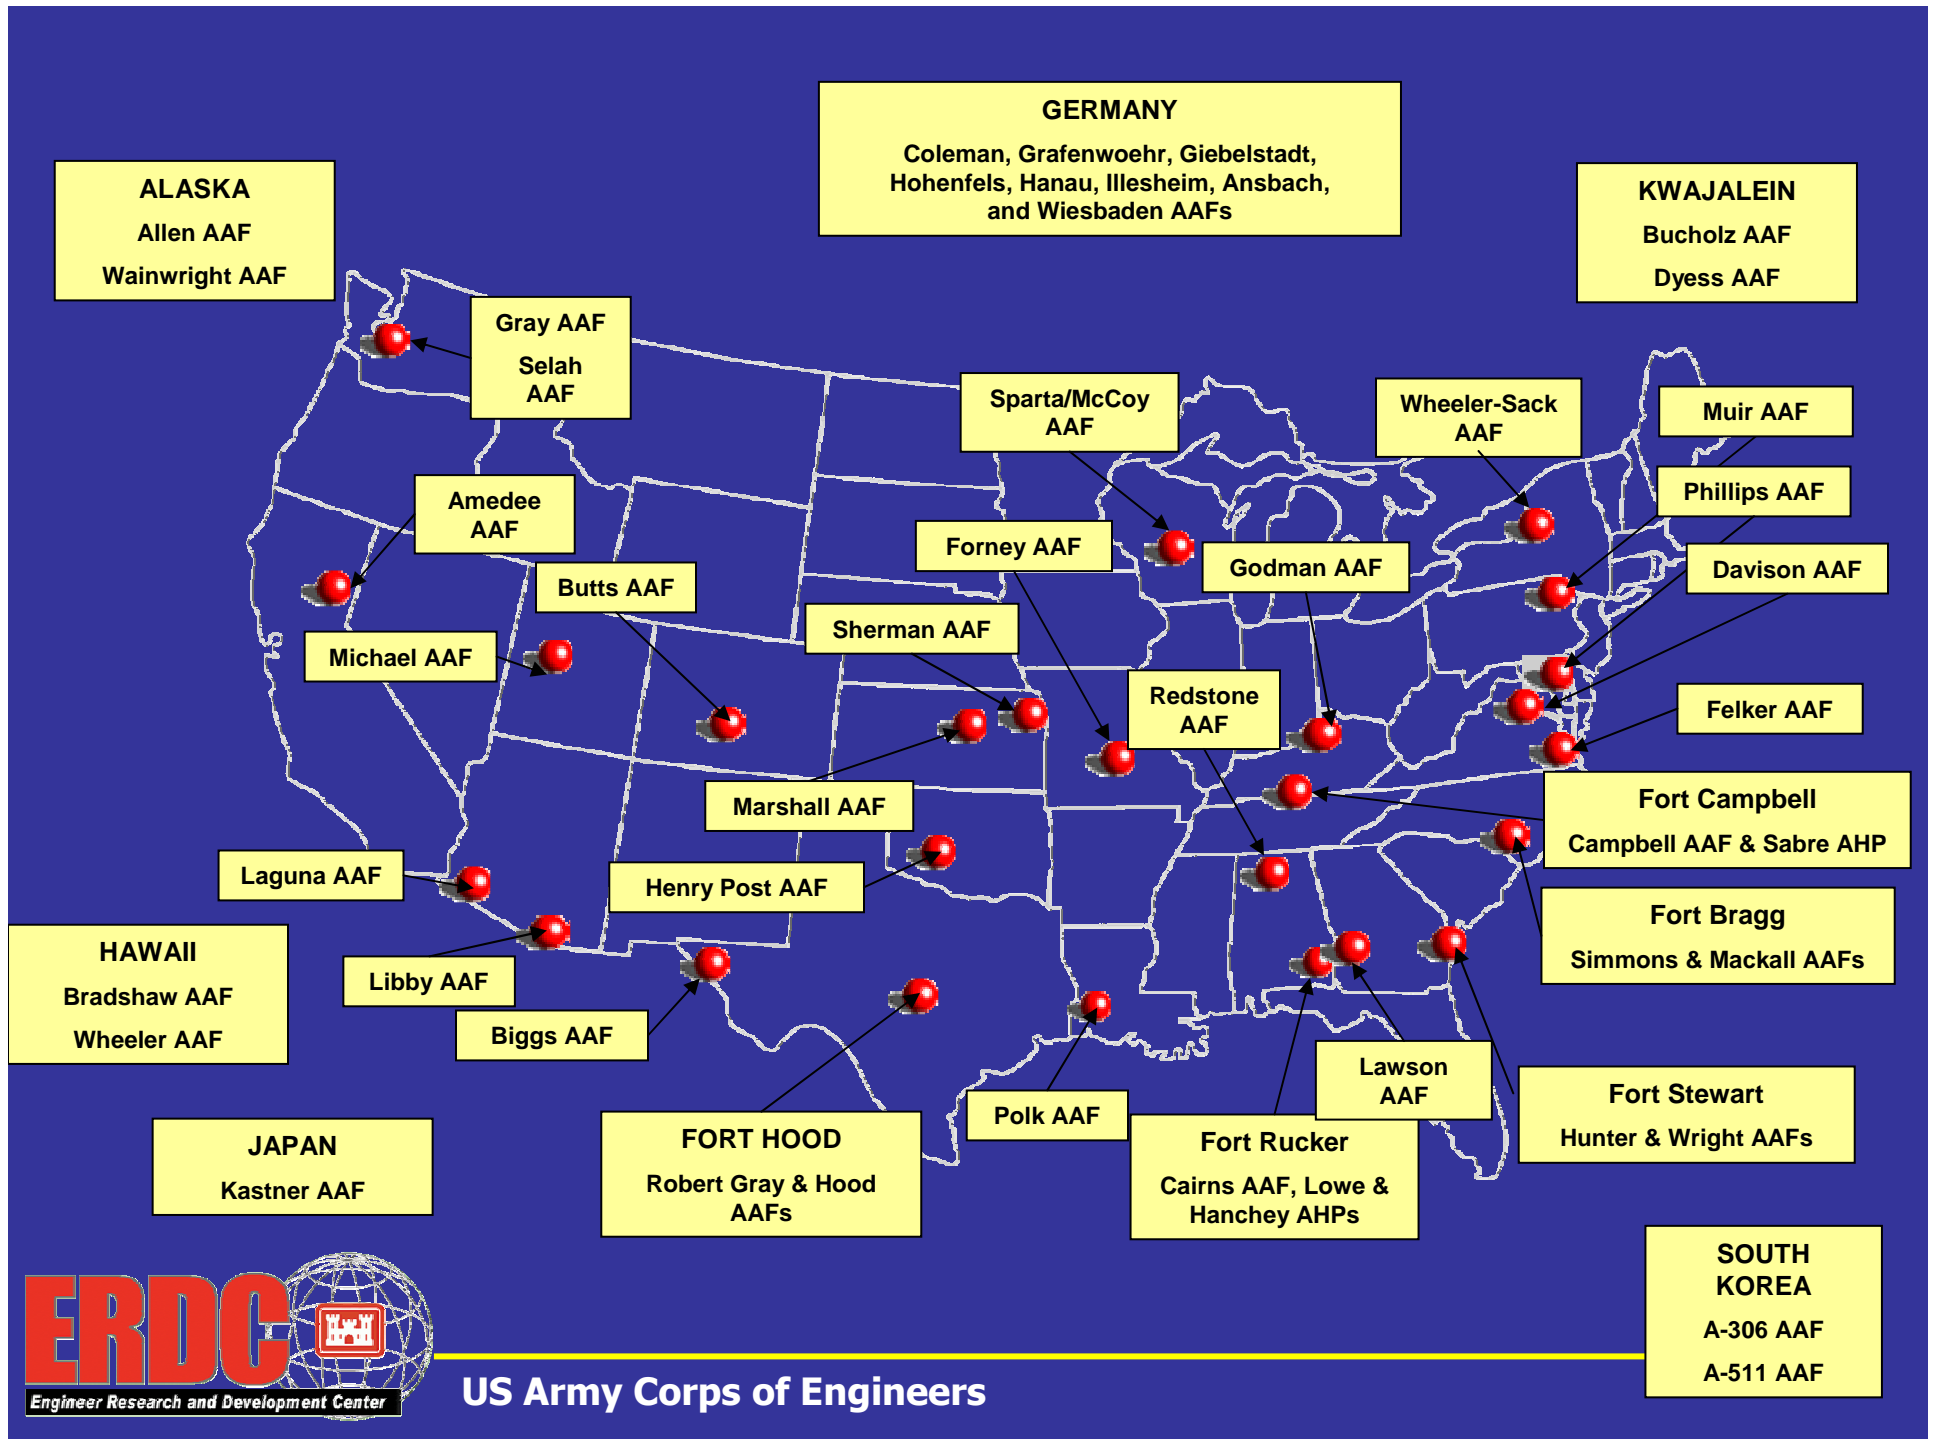 GERMANY
Coleman, Grafenwoehr, Giebelstadt,
Hohenfels, Hanau, Illesheim, Ansbach,
and Wiesbaden AAFs
ALASKA
Allen AAF
Wainwright AAF
KWAJALEIN
Bucholz AAF
Dyess AAF
Gray AAF
Selah
AAF
Sparta/McCoy
AAF
Wheeler-Sack
AAF
Muir AAF
Phillips AAF
Amedee
AAF
Forney AAF
Godman AAF
Davison AAF
Butts AAF
Sherman AAF
Michael AAF
Redstone
AAF
Felker AAF
Marshall AAF
Fort Campbell
Campbell AAF & Sabre AHP
Laguna AAF
Henry Post AAF
Fort Bragg
Simmons & Mackall AAFs
HAWAII
Bradshaw AAF
Wheeler AAF
Libby AAF
Biggs AAF
Lawson
AAF
Fort Stewart
Hunter & Wright AAFs
Polk AAF
JAPAN
Kastner AAF
FORT HOOD
Robert Gray & Hood
AAFs
Fort Rucker
Cairns AAF, Lowe &
Hanchey AHPs
SOUTH
KOREA
A-306 AAF
A-511 AAF
ERDC
Engineer Research and Development Center
US Army Corps of Engineers